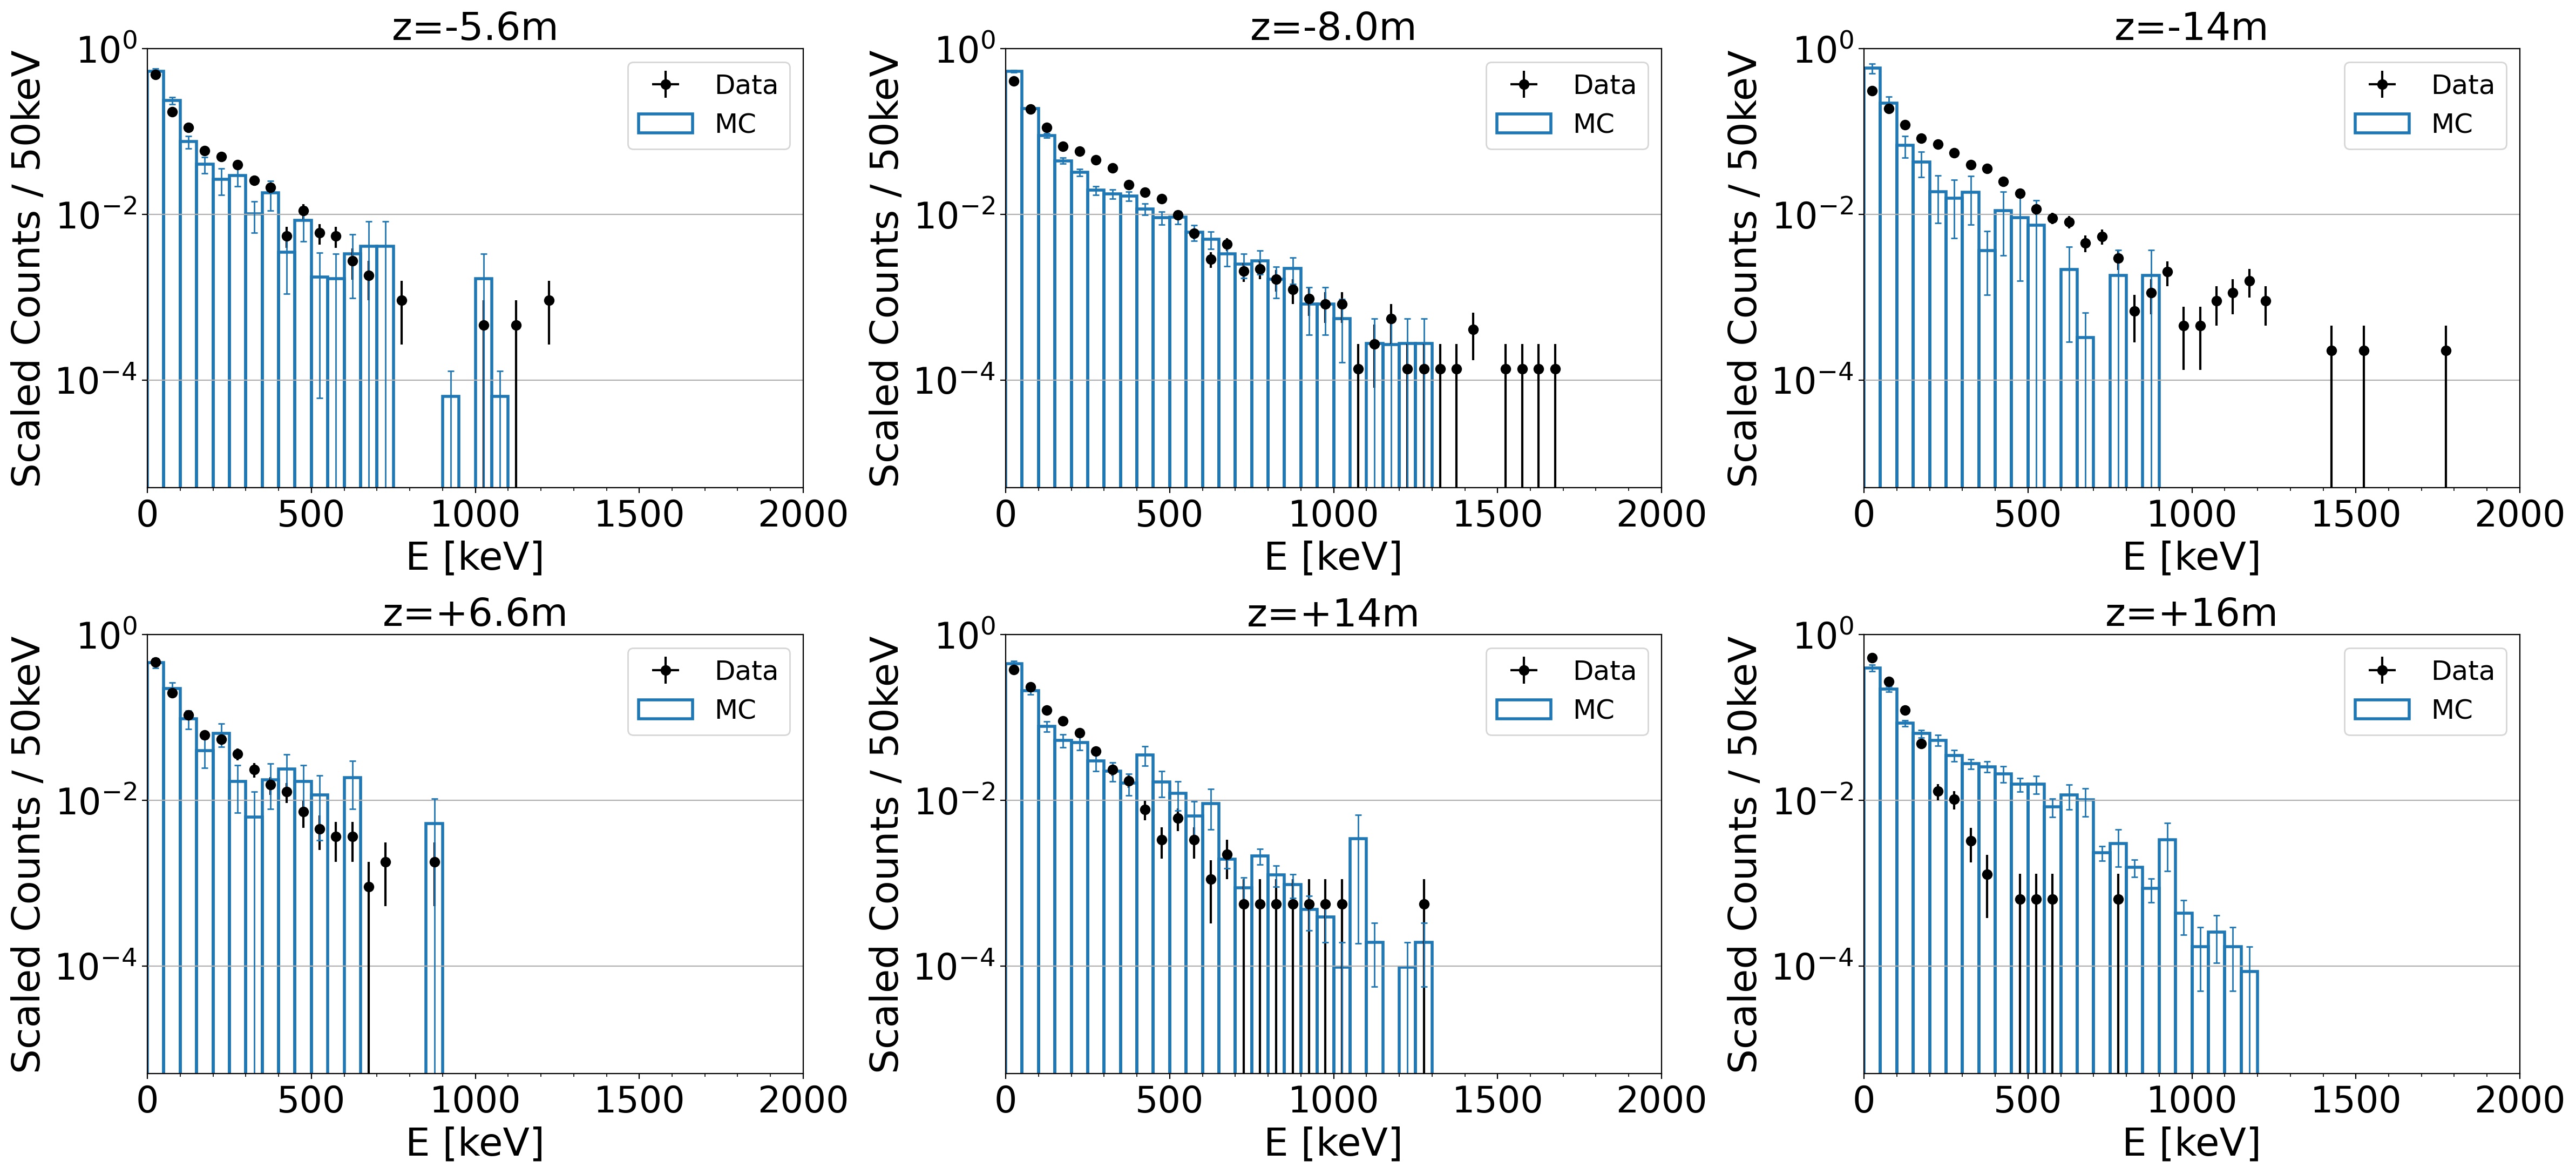 z=-5.6m
Scaled Counts / 50keV
10^0
10^-2
10^-4
Data
MC
0 500 1000 1500 2000
E [keV]
z=-8.0m
Scaled Counts / 50keV
10^0
10^-2
10^-4
Data
MC
0 500 1000 1500 2000
E [keV]
z=-14m
Scaled Counts / 50keV
10^0
10^-2
10^-4
Data
MC
0 500 1000 1500 2000
E [keV]
z=+6.6m
Scaled Counts / 50keV
10^0
10^-2
10^-4
Data
MC
0 500 1000 1500 2000
E [keV]
z=+14m
Scaled Counts / 50keV
10^0
10^-2
10^-4
Data
MC
0 500 1000 1500 2000
E [keV]
z=+16m
Scaled Counts / 50keV
10^0
10^-2
10^-4
Data
MC
0 500 1000 1500 2000
E [keV]